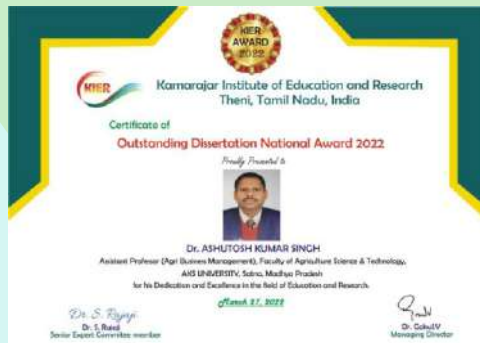 KIER
AWARD
2022
KIER
Kamarajar Institute of Education and Research
Theni, Tamil Nadu, India
Certificate of
Outstanding Dissertation National Award 2022
Proudly Presented to
Dr. ASHUTOSH KUMAR SINGH
Assistant Professor (Agri Business Management), Faculty of Agriculture Science & Technology,
AKS UNIVERSITY, Satna, Madhya Pradesh
for his Dedication and Excellence in the field of Education and Research.
March 27, 2022
Dr. S. Rajaji
Dr. S. Rajaji
Senior Expert Committee member
Dr. Gokul.V
Managing Director